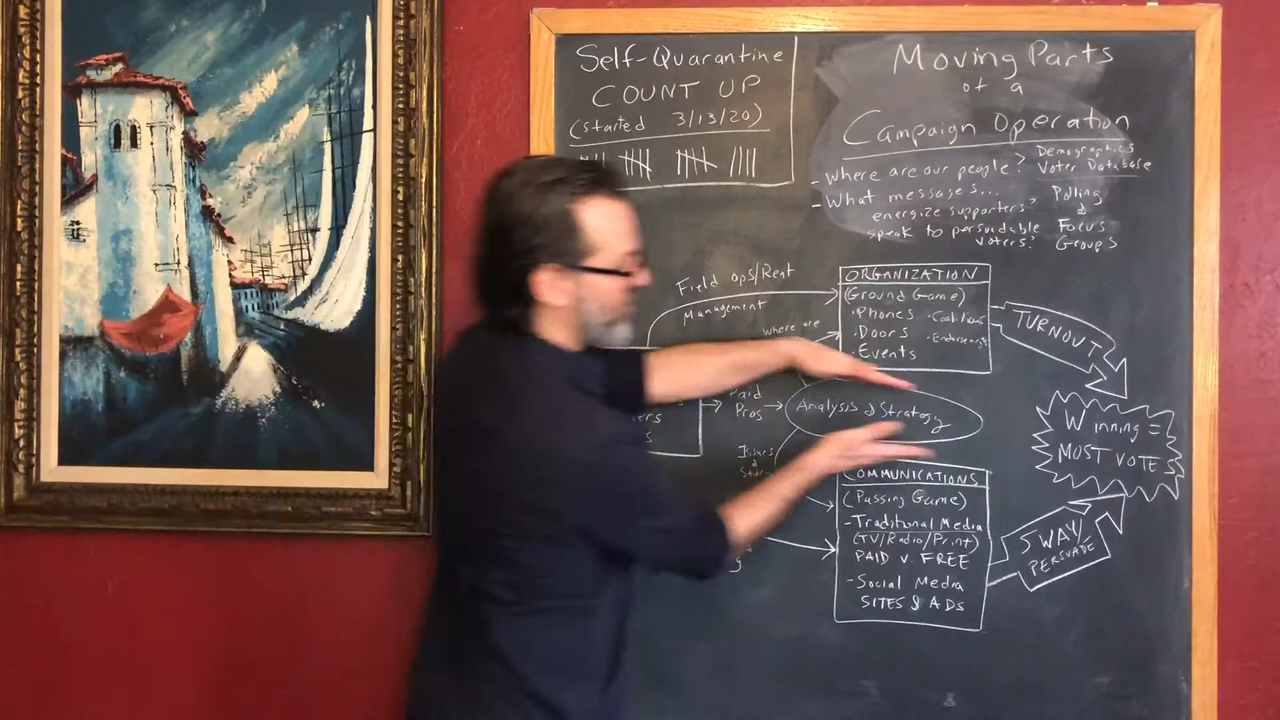 Self-Quarantine
COUNT UP
(started 3/13/20)
Moving Parts
of a
Campaign Operation
- Where are our people? Demographics
Voter Database
- What messages...
energize supporters?
speak to persuadable
voters?
Polling
&
Focus
Groups
Field ops/Rent
Management
where are
ORGANIZATION
(Ground Game)
· Phones
· Doors
· Events
· Coalitions
TURNOUT
Paid
Pros
Analysis & Strategy
Issues
&
Winning =
MOST VOTES
COMMUNICATIONS
(Passing Game)
- Traditional Media
(TV/Radio/Print)
PAID v. FREE
- Social Media
SITES & ADS
SWAY/
PERSUADE